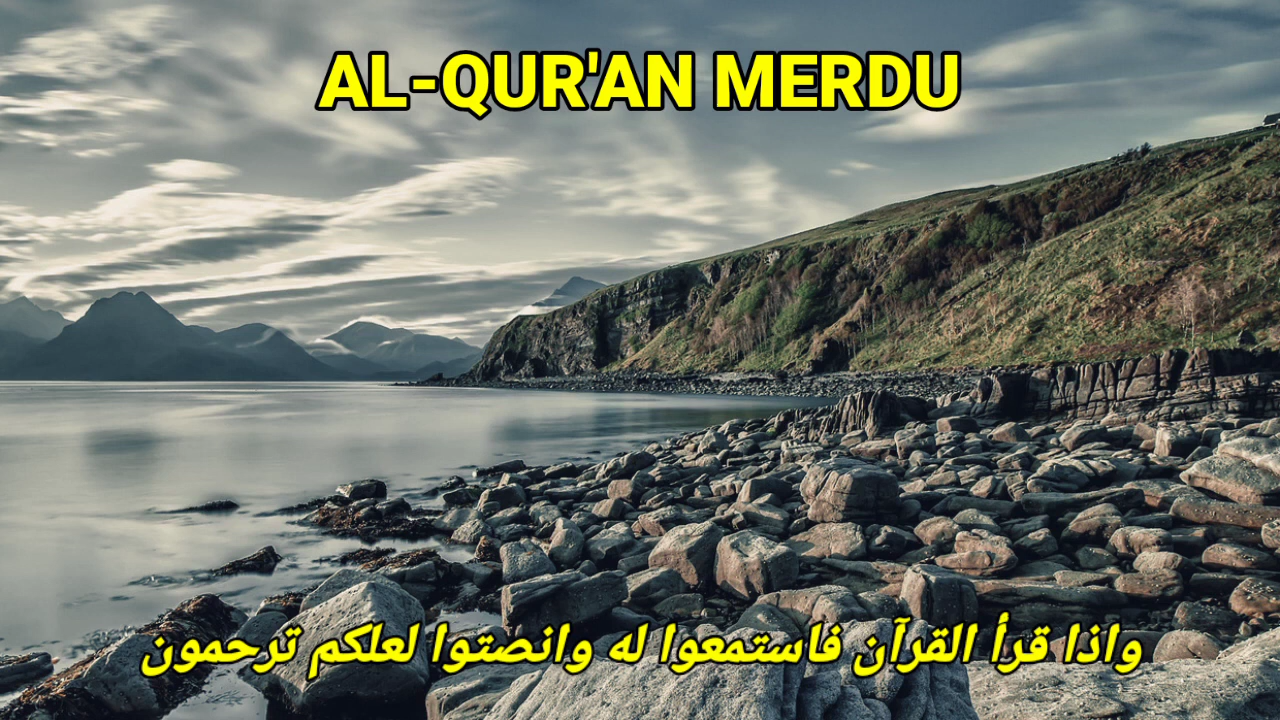 AL-QUR'AN MERDU
واذا قرأ القرآن فاستمعوا له وانصتوا لعلكم ترحمون